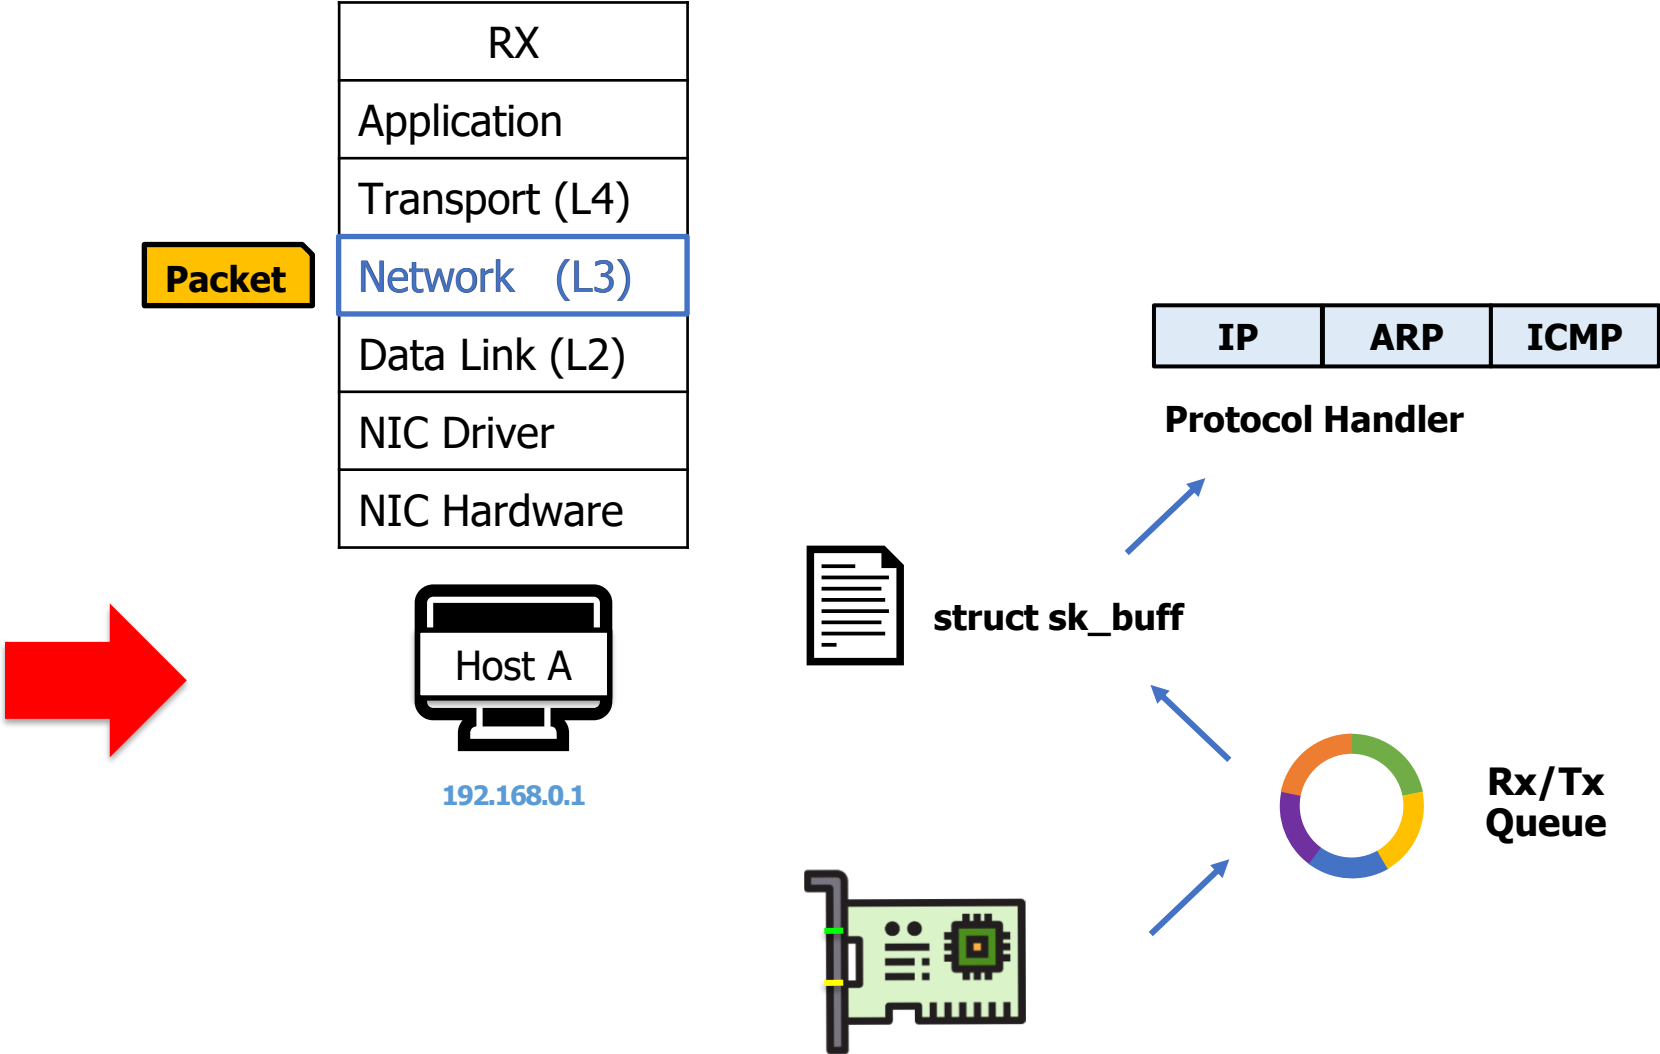 RX
Application
Transport (L4)
Packet
Network (L3)
Data Link (L2)
NIC Driver
NIC Hardware
Host A
192.168.0.1
IP
ARP
ICMP
Protocol Handler
struct sk_buff
Rx/Tx
Queue